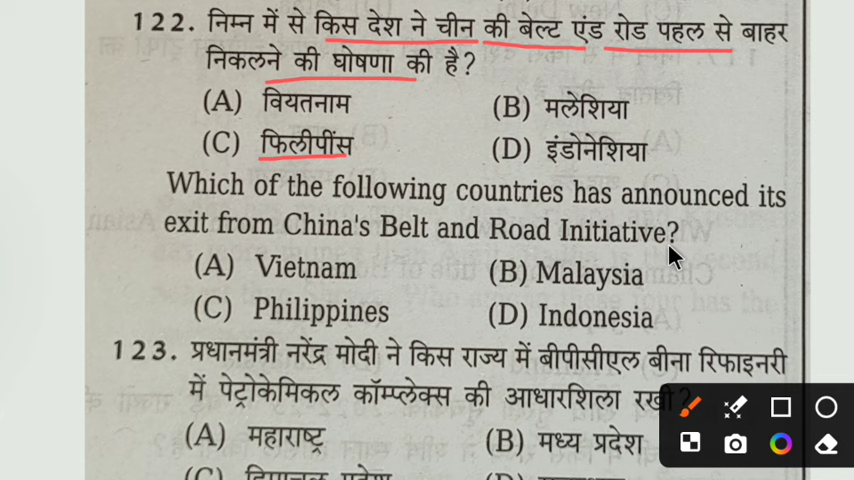 122. निम्न में से किस देश ने चीन की बेल्ट एंड रोड पहल से बाहर
निकलने की घोषणा की है?
(A) वियतनाम (B) मलेशिया
(C) फिलीपींस (D) इंडोनेशिया
Which of the following countries has announced its
exit from China's Belt and Road Initiative?
(A) Vietnam (B) Malaysia
(C) Philippines (D) Indonesia
123. प्रधानमंत्री नरेंद्र मोदी ने किस राज्य में बीपीसीएल बीना रिफाइनरी
में पेट्रोकेमिकल कॉम्प्लेक्स की आधारशिला रखी?
(A) महाराष्ट्र (B) मध्य प्रदेश
(C)